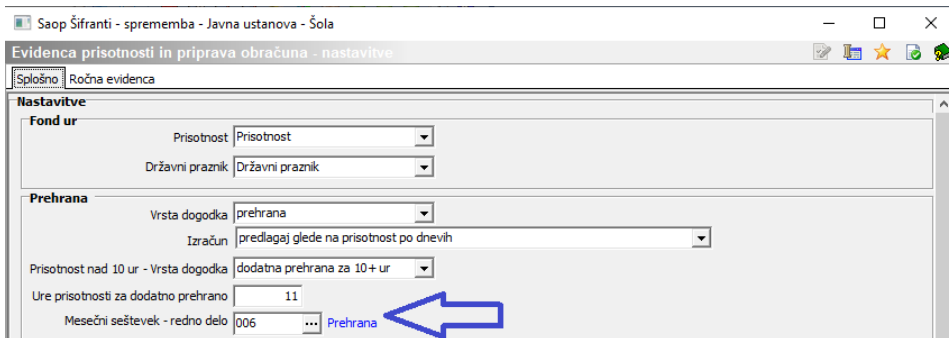 Saop Šifranti - sprememba - Javna ustanova - Šola
Evidenca prisotnosti in priprava obračuna - nastavitve
Splošno Ročna evidenca
Nastavitve
Fond ur
Prisotnost Prisotnost
Državni praznik Državni praznik
Prehrana
Vrsta dogodka prehrana
Izračun predlagaj glede na prisotnost po dnevih
Prisotnost nad 10 ur - Vrsta dogodka dodatna prehrana za 10+ ur
Ure prisotnosti za dodatno prehrano 11
Mesečni seštevek - redno delo 006 ... Prehrana